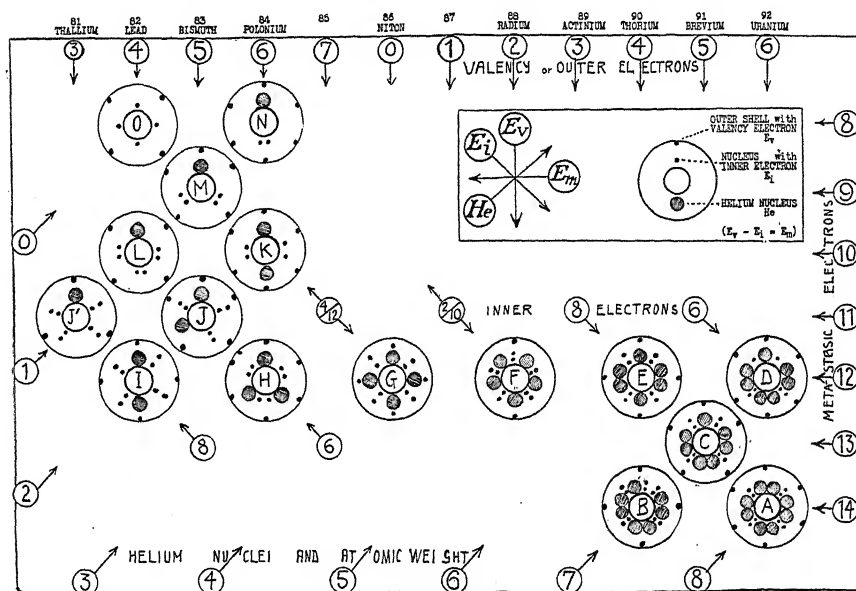 81 82 83 84 85 86 87 88 89 90 91 92
THALLIUM LEAD BISMUTH POLONIUM NITON RADIUM ACTINIUM THORIUM BREVIUM URANIUM
3 4 5 6 7 0 1 2 3 4 5 6
VALENCY or OUTER ELECTRONS
O N
M
L K
J' J
I H G F E D
C
B A
Ev
Ei
Em
He
OUTER SHELL with
VALENCY ELECTRON
Ev
NUCLEUS with
INNER ELECTRON
Ei
HELIUM NUCLEUS
He
(Ev - Ei = Em)
8
9
10
11
12
13
14
METASTASIC ELECTRONS
4/12 2/10 INNER 8 ELECTRONS 6
8 6
0
1
2
HELIUM NUCLEI AND ATOMIC WEIGHT
3 4 5 6 7 8